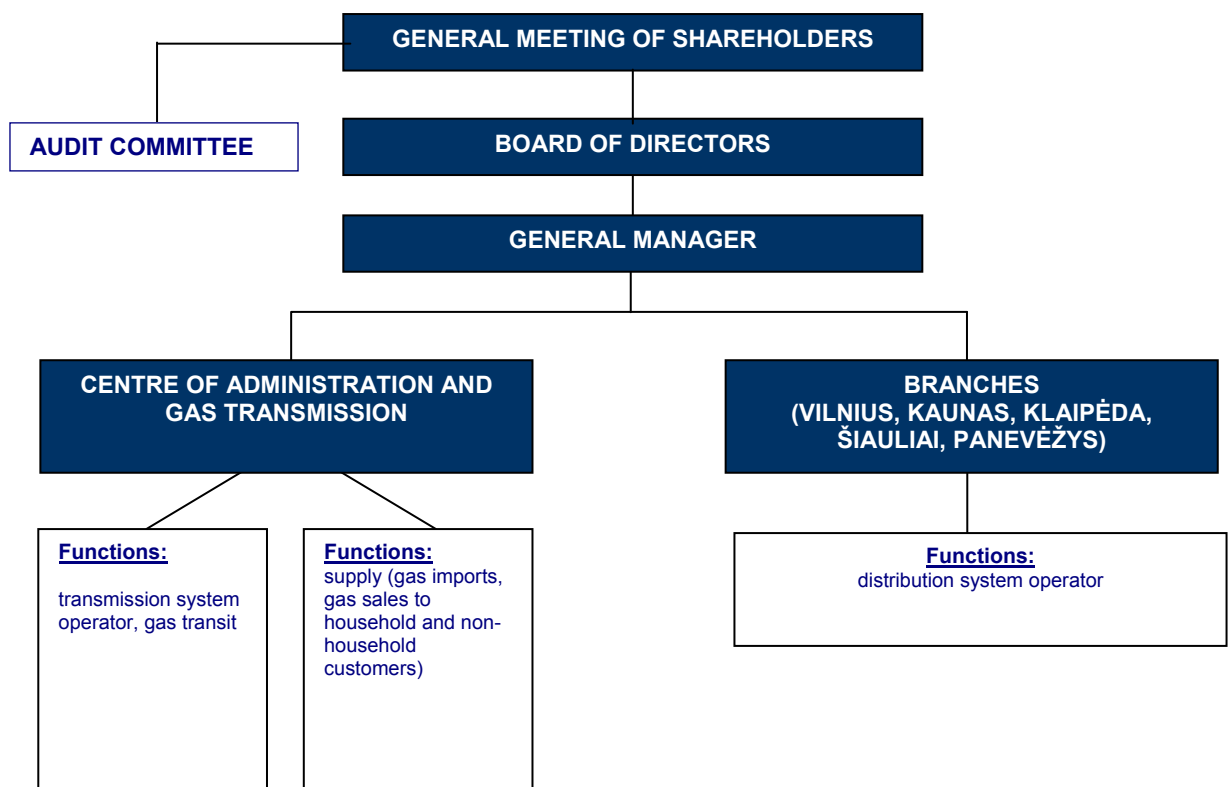 GENERAL MEETING OF SHAREHOLDERS
AUDIT COMMITTEE
BOARD OF DIRECTORS
GENERAL MANAGER
CENTRE OF ADMINISTRATION AND
GAS TRANSMISSION
BRANCHES
(VILNIUS, KAUNAS, KLAIPĖDA,
ŠIAULIAI, PANEVĖŽYS)
Functions:
transmission system
operator, gas transit
Functions:
supply (gas imports,
gas sales to
household and non-
household
customers)
Functions:
distribution system operator